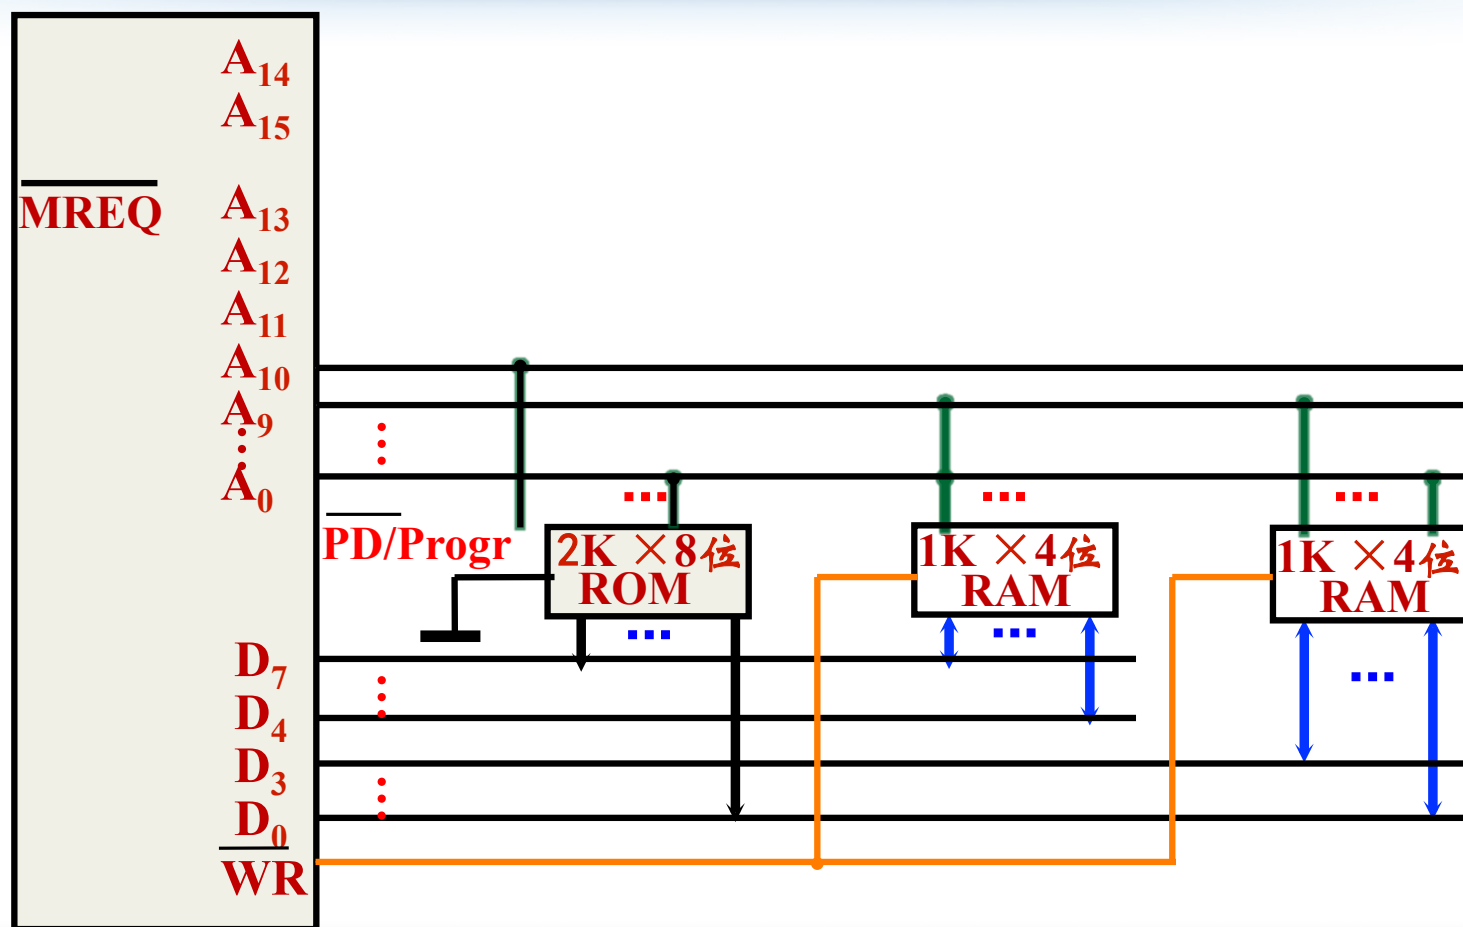 A14
A15
MREQ
A13
A12
A11
A10
A9
A0
PD/Progr
2K ×8位
ROM
1K ×4位
RAM
1K ×4位
RAM
D7
D4
D3
D0
WR